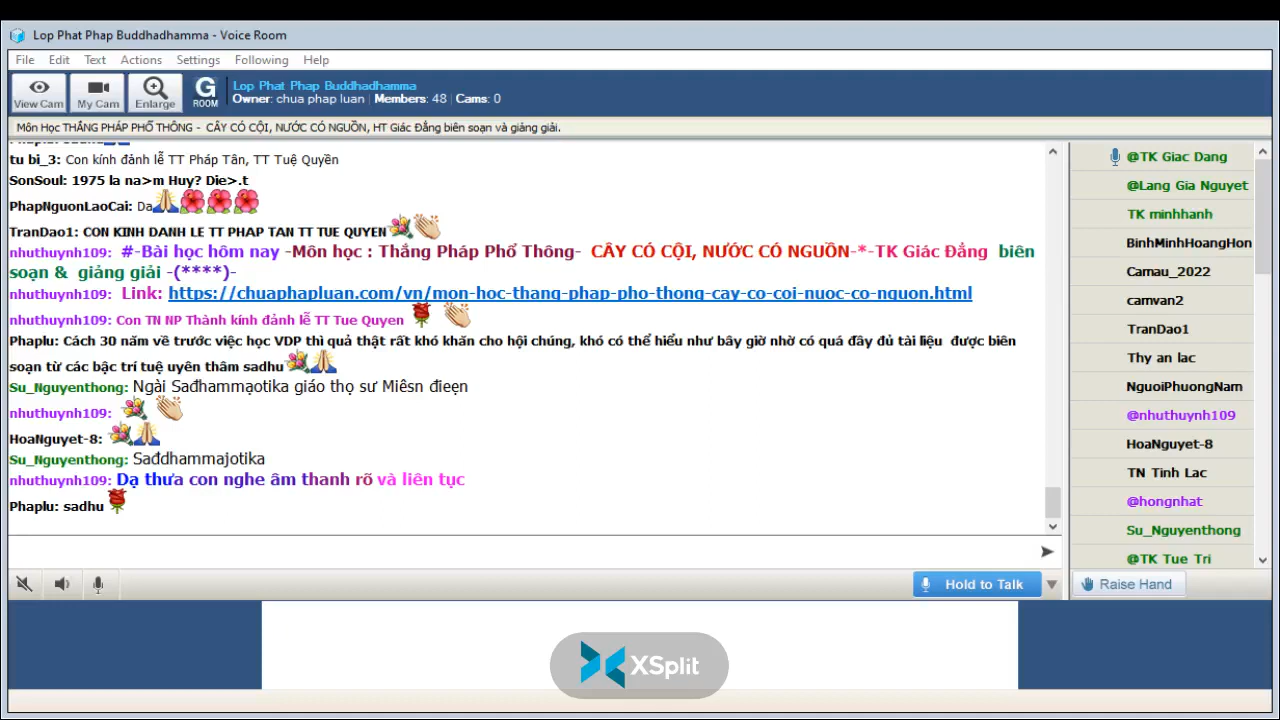 Lop Phat Phap Buddhadhamma - Voice Room
File Edit Text Actions Settings Following Help
View Cam My Cam Enlarge G ROOM
Lop Phat Phap Buddhadhamma
Owner: chua phap luan | Members: 48 | Cams: 0
Môn Học THẮNG PHÁP PHỔ THÔNG - CÂY CÓ CỘI, NƯỚC CÓ NGUỒN, HT Giác Đẳng biên soạn và giảng giải.
tu bi_3: Con kính đảnh lễ TT Pháp Tân, TT Tuệ Quyền
SonSoul: 1975 la na>m Huy? Die>.t
PhapNguonLaoCai: Da
TranDao1: CON KINH DANH LE TT PHAP TAN TT TUE QUYEN
nhuthuynh109: #-Bài học hôm nay -Môn học : Thắng Pháp Phổ Thông- CÂY CÓ CỘI, NƯỚC CÓ NGUỒN-*-TK Giác Đẳng biên
soạn & giảng giải -(****)-
nhuthuynh109: Link: https://chuaphapluan.com/vn/mon-hoc-thang-phap-pho-thong-cay-co-coi-nuoc-co-nguon.html
nhuthuynh109: Con TN NP Thành kính đảnh lễ TT Tue Quyen
Phaplu: Cách 30 năm về trước việc học VDP thì quả thật rất khó khăn cho hội chúng, khó có thể hiểu như bây giờ nhờ có quá đầy đủ tài liệu được biên
soạn từ các bậc trí tuệ uyên thâm sadhu
Su_Nguyenthong: Ngài Sađhammạotika giáo thọ sư Miêsn đieẹn
nhuthuynh109:
HoaNguyet-8:
Su_Nguyenthong: Sađdhammajotika
nhuthuynh109: Dạ thưa con nghe âm thanh rõ và liên tục
Phaplu: sadhu
Hold to Talk
@TK Giac Dang
@Lang Gia Nguyet
TK minhhanh
BinhMinhHoangHon
Camau_2022
camvan2
TranDao1
Thy an lac
NguoiPhuongNam
@nhuthuynh109
HoaNguyet-8
TN Tinh Lac
@hongnhat
Su_Nguyenthong
@TK Tue Tri
Raise Hand
XSplit